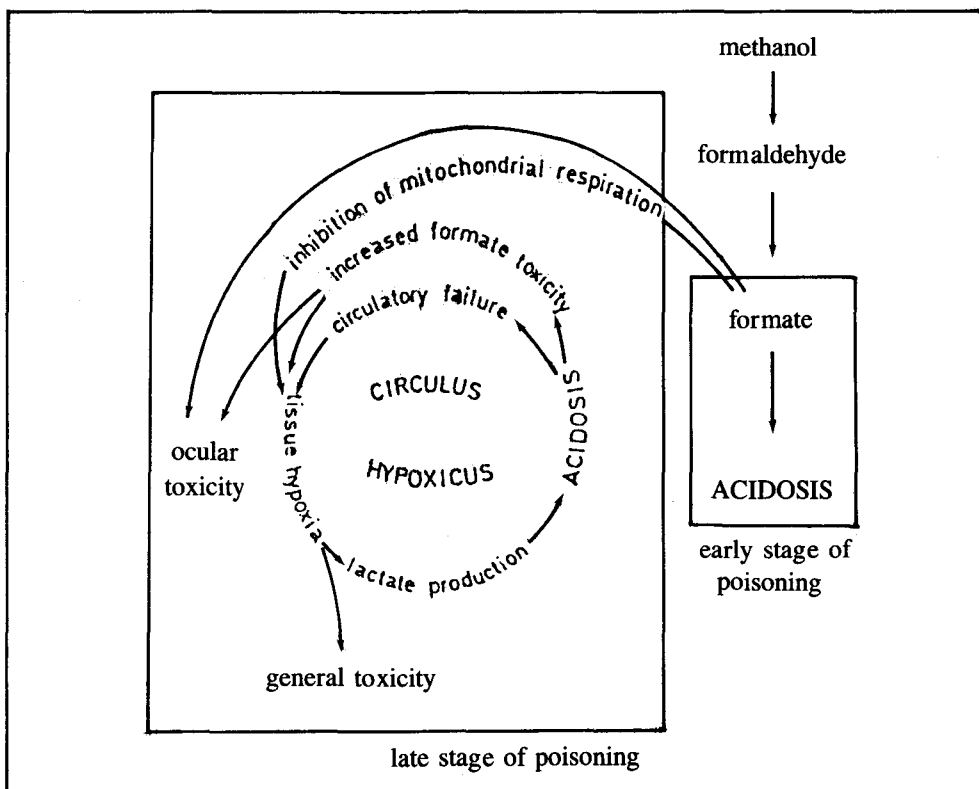 methanol
formaldehyde
formate
ACIDOSIS
early stage of
poisoning
inhibition of mitochondrial respiration
increased formate toxicity
circulatory failure
CIRCULUS
HYPOXICUS
ACIDOSIS
tissue hypoxia
lactate production
ocular
toxicity
general toxicity
late stage of poisoning